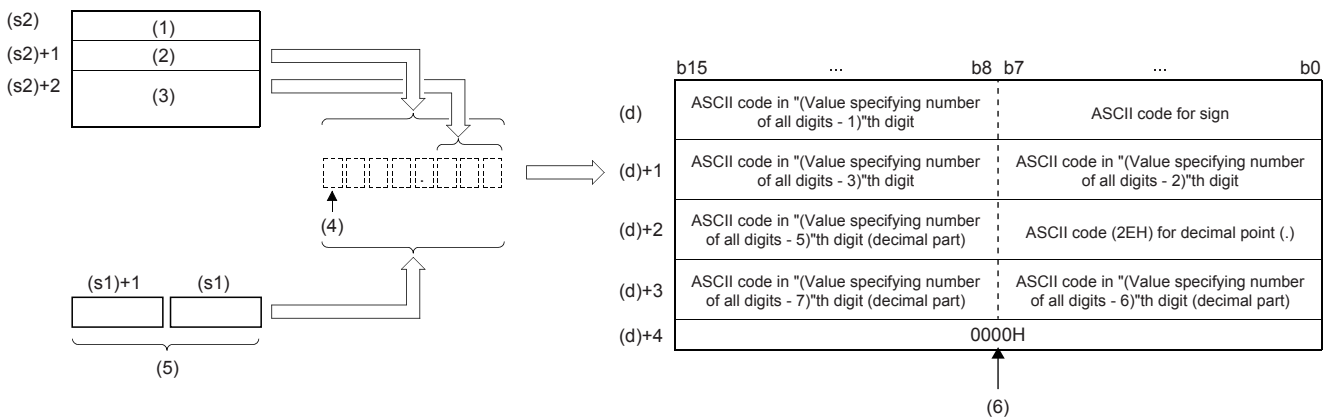 (s2)
(1)
(s2)+1
(2)
(s2)+2
(3)
.
(4)
(s1)+1 (s1)
(5)
b15 ... b8 b7 ... b0
(d)
ASCII code in "(Value specifying number
of all digits - 1)"th digit
ASCII code for sign
(d)+1
ASCII code in "(Value specifying number
of all digits - 3)"th digit
ASCII code in "(Value specifying number
of all digits - 2)"th digit
(d)+2
ASCII code in "(Value specifying number
of all digits - 5)"th digit (decimal part)
ASCII code (2EH) for decimal point (.)
(d)+3
ASCII code in "(Value specifying number
of all digits - 7)"th digit (decimal part)
ASCII code in "(Value specifying number
of all digits - 6)"th digit (decimal part)
(d)+4
0000H
(6)